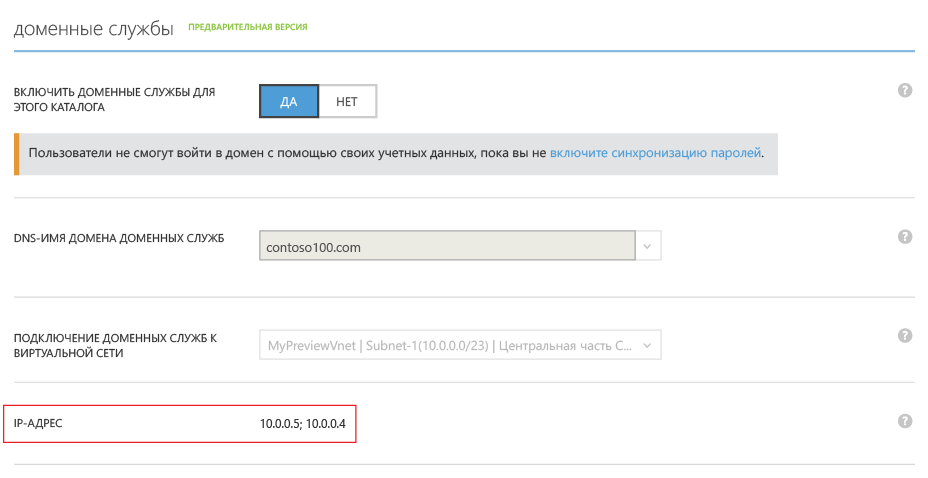 доменные службы ПРЕДВАРИТЕЛЬНАЯ ВЕРСИЯ
ВКЛЮЧИТЬ ДОМЕННЫЕ СЛУЖБЫ ДЛЯ
ЭТОГО КАТАЛОГА
ДА НЕТ
?
Пользователи не смогут войти в домен с помощью своих учетных данных, пока вы не включите синхронизацию паролей.
DNS-ИМЯ ДОМЕНА ДОМЕННЫХ СЛУЖБ
contoso100.com
?
ПОДКЛЮЧЕНИЕ ДОМЕННЫХ СЛУЖБ К
ВИРТУАЛЬНОЙ СЕТИ
MyPreviewVnet | Subnet-1(10.0.0.0/23) | Центральная часть С...
?
IP-АДРЕС 10.0.0.5; 10.0.0.4
?